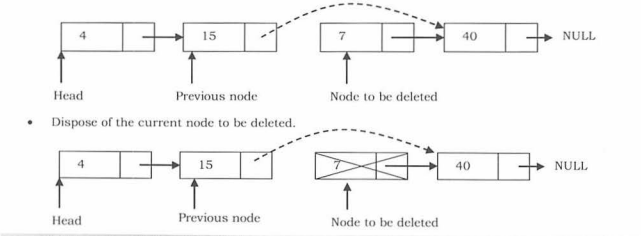 4 15 7 40 NULL
Head Previous node Node to be deleted
• Dispose of the current node to be deleted.
4 15 7 40 NULL
Head Previous node Node to be deleted